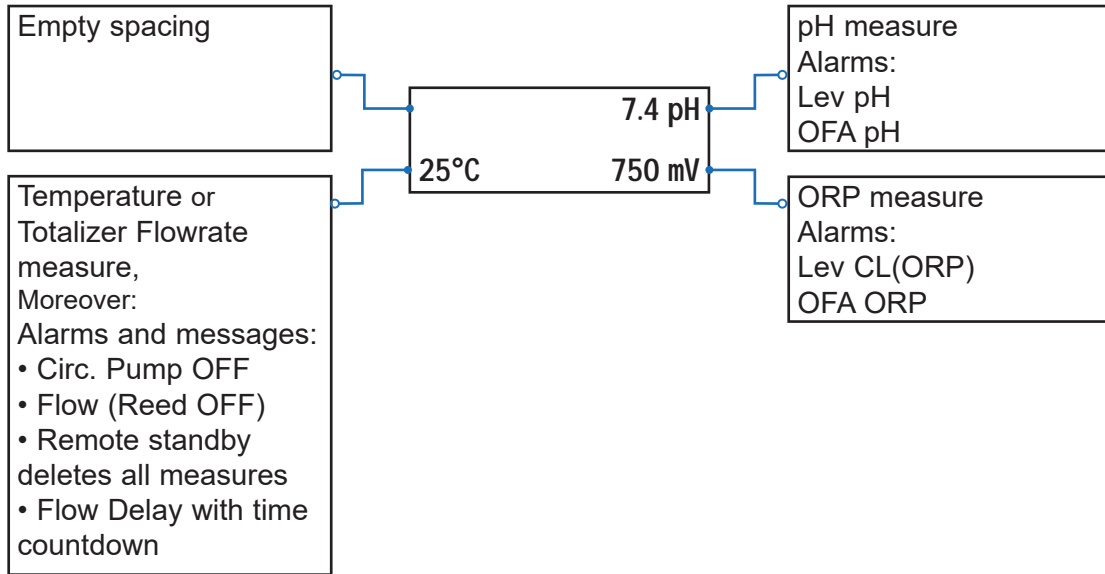 Empty spacing
7.4 pH
25°C 750 mV
pH measure
Alarms:
Lev pH
OFA pH
Temperature or
Totalizer Flowrate
measure,
Moreover:
Alarms and messages:
• Circ. Pump OFF
• Flow (Reed OFF)
• Remote standby
deletes all measures
• Flow Delay with time
countdown
ORP measure
Alarms:
Lev CL(ORP)
OFA ORP